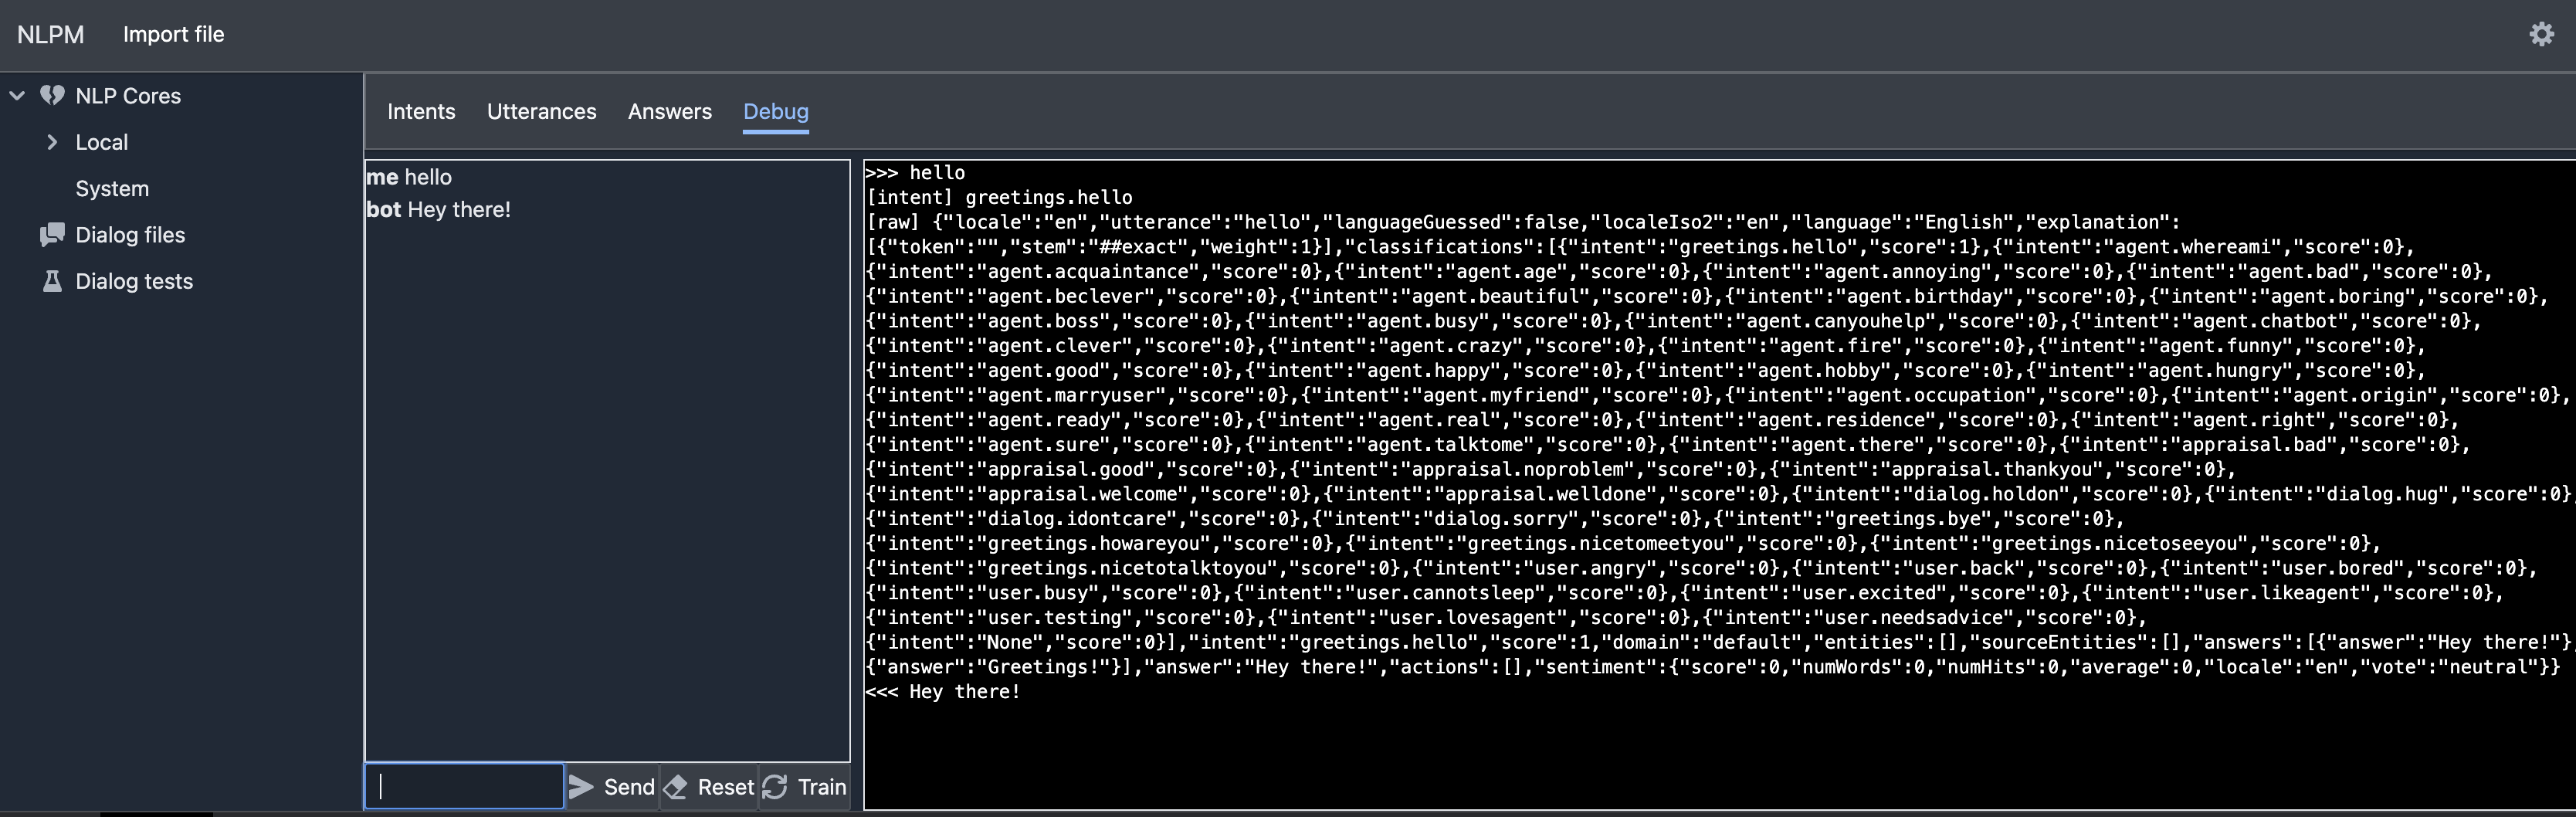 NLPM Import file
NLP Cores
Local
System
Dialog files
Dialog tests
Intents Utterances Answers Debug
me hello
bot Hey there!
Send Reset Train
>>> hello
[intent] greetings.hello
[raw] {"locale":"en","utterance":"hello","languageGuessed":false,"localeIso2":"en","language":"English","explanation":
[{"token":"","stem":"##exact","weight":1}],"classifications":[{"intent":"greetings.hello","score":1},{"intent":"agent.whereami","score":0},
{"intent":"agent.acquaintance","score":0},{"intent":"agent.age","score":0},{"intent":"agent.annoying","score":0},{"intent":"agent.bad","score":0},
{"intent":"agent.beclever","score":0},{"intent":"agent.beautiful","score":0},{"intent":"agent.birthday","score":0},{"intent":"agent.boring","score":0},
{"intent":"agent.boss","score":0},{"intent":"agent.busy","score":0},{"intent":"agent.canyouhelp","score":0},{"intent":"agent.chatbot","score":0},
{"intent":"agent.clever","score":0},{"intent":"agent.crazy","score":0},{"intent":"agent.fire","score":0},{"intent":"agent.funny","score":0},
{"intent":"agent.good","score":0},{"intent":"agent.happy","score":0},{"intent":"agent.hobby","score":0},{"intent":"agent.hungry","score":0},
{"intent":"agent.marryuser","score":0},{"intent":"agent.myfriend","score":0},{"intent":"agent.occupation","score":0},{"intent":"agent.origin","score":0},
{"intent":"agent.ready","score":0},{"intent":"agent.real","score":0},{"intent":"agent.residence","score":0},{"intent":"agent.right","score":0},
{"intent":"agent.sure","score":0},{"intent":"agent.talktome","score":0},{"intent":"agent.there","score":0},{"intent":"appraisal.bad","score":0},
{"intent":"appraisal.good","score":0},{"intent":"appraisal.noproblem","score":0},{"intent":"appraisal.thankyou","score":0},
{"intent":"appraisal.welcome","score":0},{"intent":"appraisal.welldone","score":0},{"intent":"dialog.holdon","score":0},{"intent":"dialog.hug","score":0},
{"intent":"dialog.idontcare","score":0},{"intent":"dialog.sorry","score":0},{"intent":"greetings.bye","score":0},
{"intent":"greetings.howareyou","score":0},{"intent":"greetings.nicetomeetyou","score":0},{"intent":"greetings.nicetoseeyou","score":0},
{"intent":"greetings.nicetotalktoyou","score":0},{"intent":"user.angry","score":0},{"intent":"user.back","score":0},{"intent":"user.bored","score":0},
{"intent":"user.busy","score":0},{"intent":"user.cannotsleep","score":0},{"intent":"user.excited","score":0},{"intent":"user.likeagent","score":0},
{"intent":"user.testing","score":0},{"intent":"user.lovesagent","score":0},{"intent":"user.needsadvice","score":0},
{"intent":"None","score":0}],"intent":"greetings.hello","score":1,"domain":"default","entities":[],"sourceEntities":[],"answers":[{"answer":"Hey there!"},
{"answer":"Greetings!"}],"answer":"Hey there!","actions":[],"sentiment":{"score":0,"numWords":0,"numHits":0,"average":0,"locale":"en","vote":"neutral"}}
<<< Hey there!